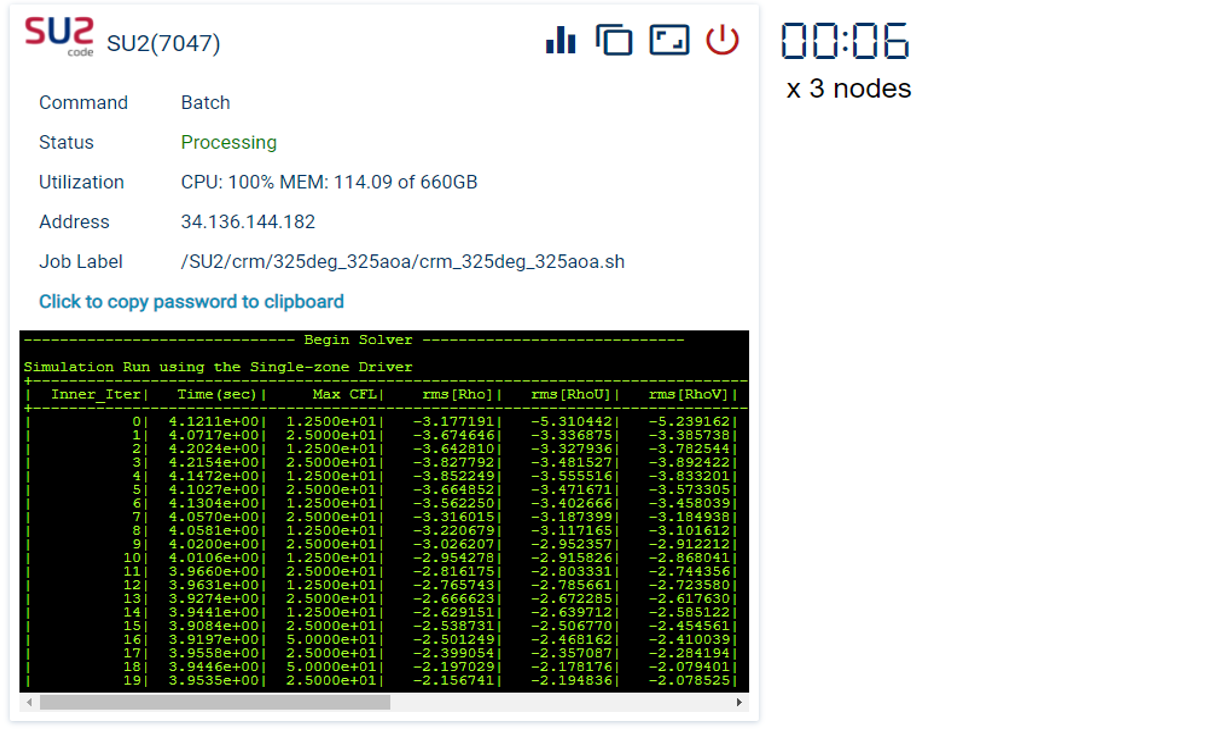 SU2 code SU2(7047)
00:06
x 3 nodes
Command Batch
Status Processing
Utilization CPU: 100% MEM: 114.09 of 660GB
Address 34.136.144.182
Job Label /SU2/crm/325deg_325aoa/crm_325deg_325aoa.sh
Click to copy password to clipboard
------------------------------ Begin Solver -----------------------------
Simulation Run using the Single-zone Driver
| Inner_Iter| Time(sec)| Max CFL| rms[Rho]| rms[RhoU]| rms[RhoV]|
| 0| 4.1211e+00| 1.2500e+01| -3.177191| -5.310442| -5.239162|
| 1| 4.0717e+00| 2.5000e+01| -3.674646| -3.336875| -3.385738|
| 2| 4.2024e+00| 1.2500e+01| -3.642810| -3.327936| -3.782544|
| 3| 4.2154e+00| 2.5000e+01| -3.827792| -3.481527| -3.892422|
| 4| 4.1472e+00| 1.2500e+01| -3.852249| -3.555516| -3.833201|
| 5| 4.1027e+00| 2.5000e+01| -3.664852| -3.471671| -3.573305|
| 6| 4.1304e+00| 1.2500e+01| -3.562250| -3.402666| -3.458039|
| 7| 4.0570e+00| 2.5000e+01| -3.316015| -3.187399| -3.184938|
| 8| 4.0581e+00| 1.2500e+01| -3.220679| -3.117165| -3.101612|
| 9| 4.0200e+00| 2.5000e+01| -3.026207| -2.952357| -2.912212|
| 10| 4.0106e+00| 1.2500e+01| -2.954278| -2.915826| -2.868041|
| 11| 3.9660e+00| 2.5000e+01| -2.816175| -2.803331| -2.744356|
| 12| 3.9631e+00| 1.2500e+01| -2.765743| -2.785661| -2.723580|
| 13| 3.9274e+00| 2.5000e+01| -2.666623| -2.672285| -2.617630|
| 14| 3.9441e+00| 1.2500e+01| -2.629151| -2.639712| -2.585122|
| 15| 3.9084e+00| 2.5000e+01| -2.538731| -2.506770| -2.454561|
| 16| 3.9197e+00| 5.0000e+01| -2.501249| -2.468162| -2.410039|
| 17| 3.9558e+00| 2.5000e+01| -2.399054| -2.357087| -2.284194|
| 18| 3.9446e+00| 5.0000e+01| -2.197029| -2.178176| -2.079401|
| 19| 3.9535e+00| 2.5000e+01| -2.156741| -2.194836| -2.078525|